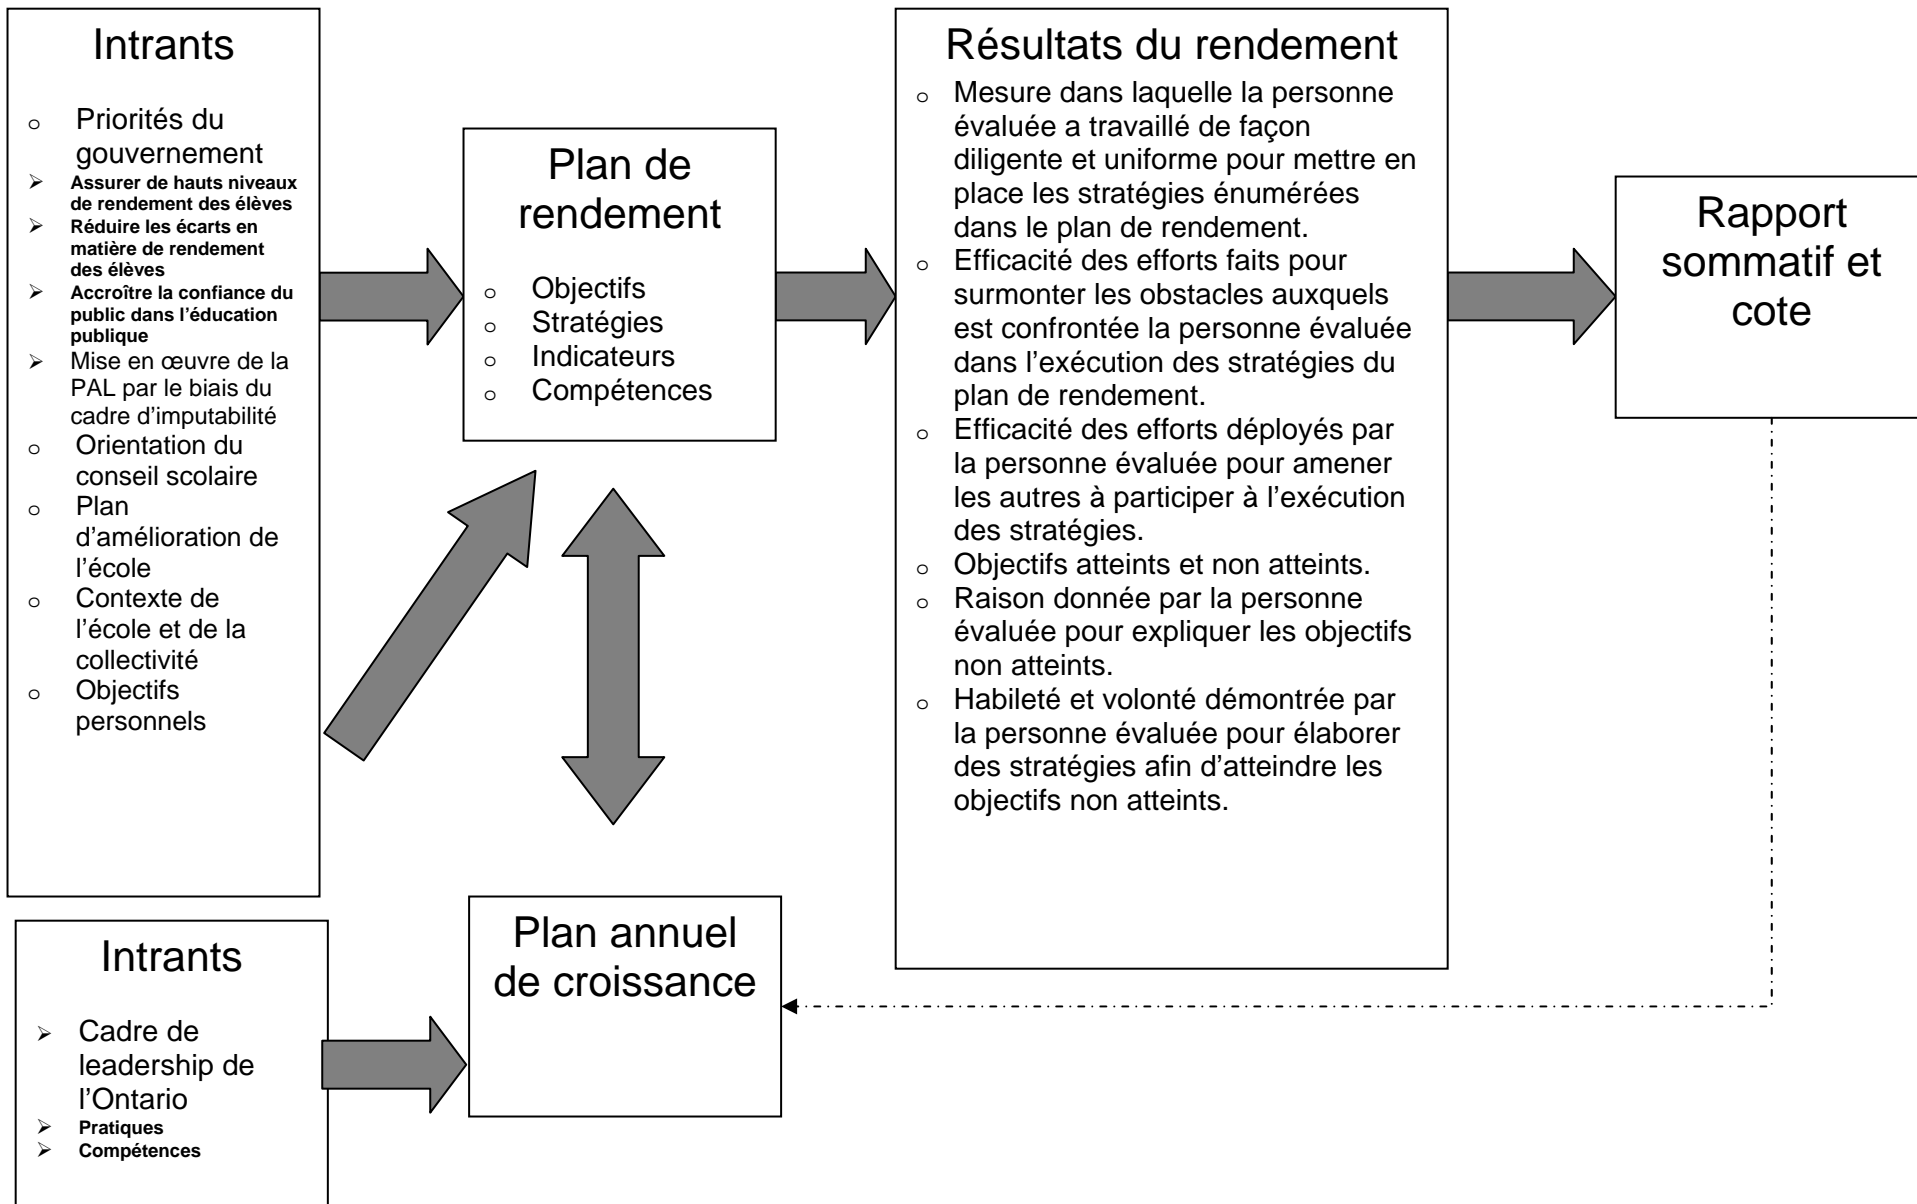 Intrants
o Priorités du
gouvernement
➢ Assurer de hauts niveaux
de rendement des élèves
➢ Réduire les écarts en
matière de rendement
des élèves
➢ Accroître la confiance du
public dans l’éducation
publique
➢ Mise en œuvre de la
PAL par le biais du
cadre d’imputabilité
o Orientation du
conseil scolaire
o Plan
d’amélioration de
l’école
o Contexte de
l’école et de la
collectivité
o Objectifs
personnels
Plan de
rendement
o Objectifs
o Stratégies
o Indicateurs
o Compétences
Résultats du rendement
o Mesure dans laquelle la personne
évaluée a travaillé de façon
diligente et uniforme pour mettre en
place les stratégies énumérées
dans le plan de rendement.
o Efficacité des efforts faits pour
surmonter les obstacles auxquels
est confrontée la personne évaluée
dans l’exécution des stratégies du
plan de rendement.
o Efficacité des efforts déployés par
la personne évaluée pour amener
les autres à participer à l’exécution
des stratégies.
o Objectifs atteints et non atteints.
o Raison donnée par la personne
évaluée pour expliquer les objectifs
non atteints.
o Habileté et volonté démontrée par
la personne évaluée pour élaborer
des stratégies afin d’atteindre les
objectifs non atteints.
Rapport
sommatif et
cote
Intrants
➢ Cadre de
leadership de
l’Ontario
➢ Pratiques
➢ Compétences
Plan annuel
de croissance